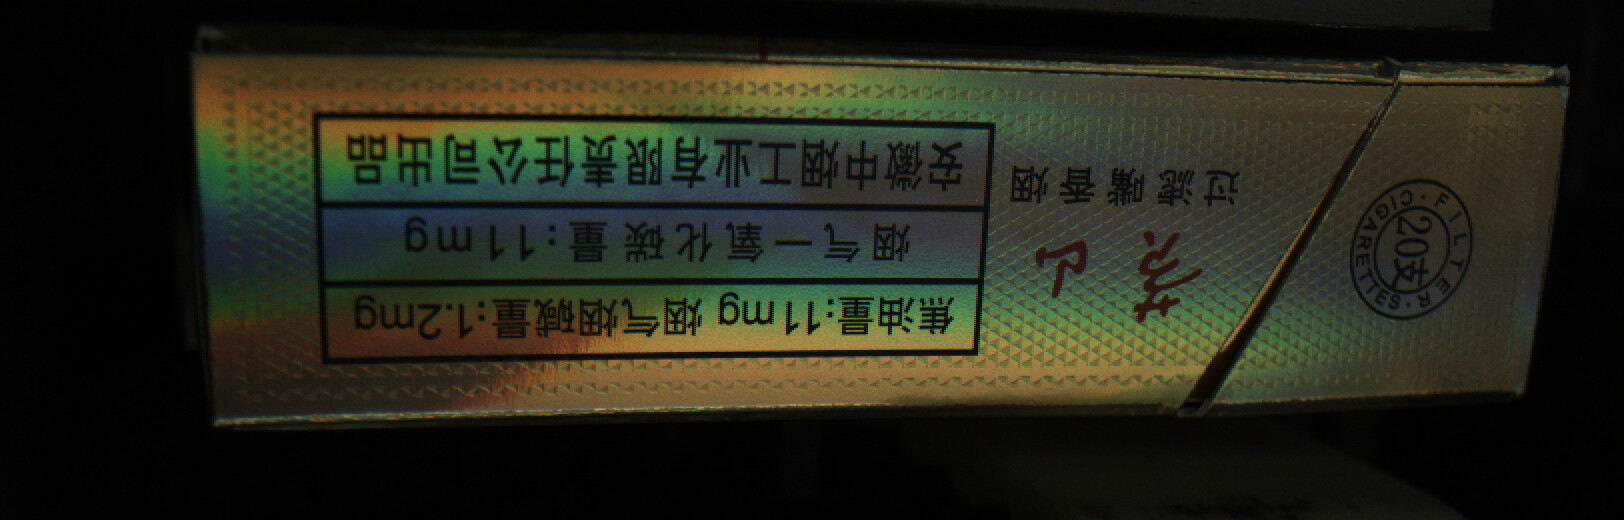 20支
FILTER·CIGARETTES
黄山
过滤嘴香烟
焦油量:11mg 烟气烟碱量:1.2mg
烟气一氧化碳量:11mg
安徽中烟工业有限责任公司出品